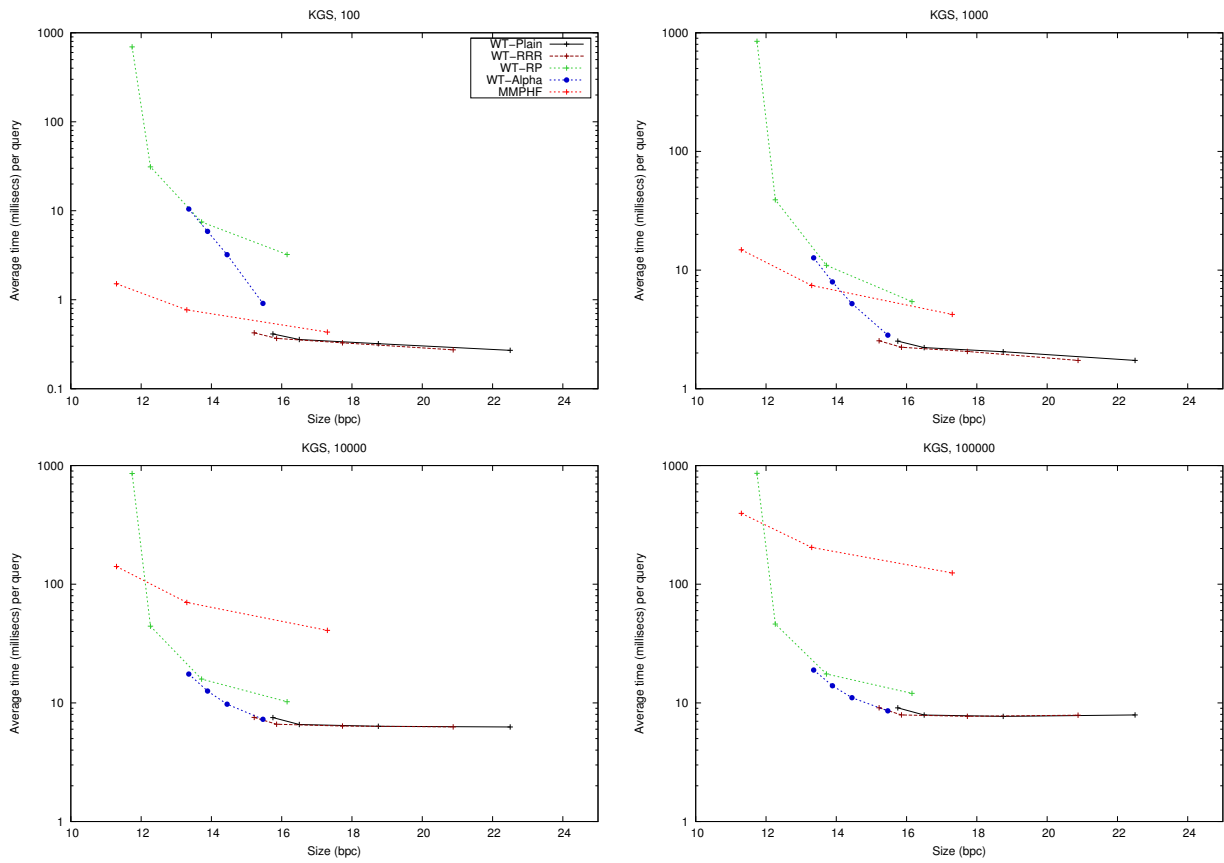 KGS, 100
1000
100
10
1
0.1
Average time (millisecs) per query
WT-Plain
WT-RRR
WT-RP
WT-Alpha
MMPHF
10 12 14 16 18 20 22 24
Size (bpc)
KGS, 1000
1000
100
10
1
Average time (millisecs) per query
10 12 14 16 18 20 22 24
Size (bpc)
KGS, 10000
1000
100
10
1
Average time (millisecs) per query
10 12 14 16 18 20 22 24
Size (bpc)
KGS, 100000
1000
100
10
1
Average time (millisecs) per query
10 12 14 16 18 20 22 24
Size (bpc)